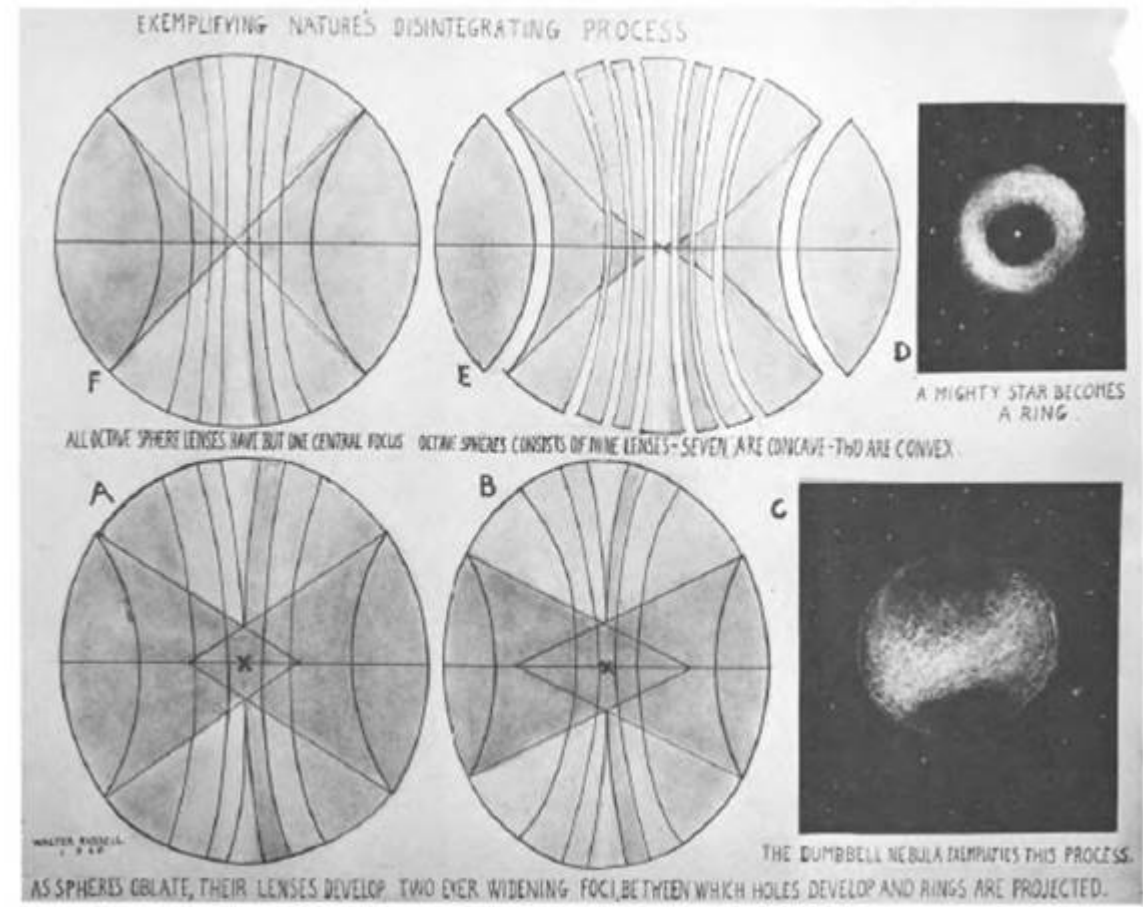 EXEMPLIFYING NATURE'S DISINTEGRATING PROCESS
F
E
D
A MIGHTY STAR BECOMES
A RING.
ALL OCTIVE SPHERE LENSES HAVE BUT ONE CENTRAL FOCUS
OCTIVE SPHERES CONSISTS OF NINE LENSES - SEVEN ARE CONCAVE - TWO ARE CONVEX.
A
B
C
WALTER RUSSELL
THE DUMBBELL NEBULA EXEMPLIFIES THIS PROCESS.
AS SPHERES OBLATE, THEIR LENSES DEVELOP TWO EVER WIDENING FOCI, BETWEEN WHICH HOLES DEVELOP AND RINGS ARE PROJECTED.